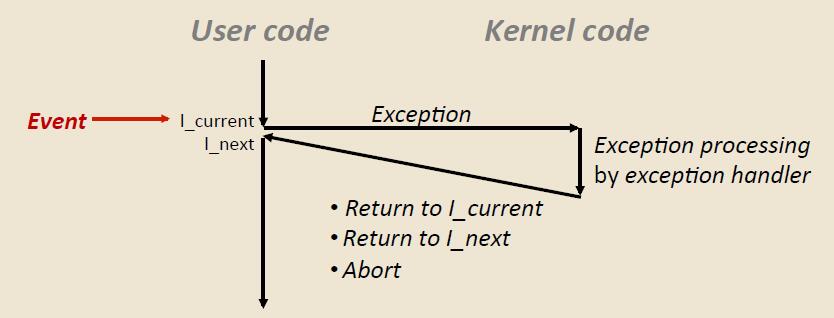 User code
Kernel code
Event
I_current
Exception
I_next
Exception processing
by exception handler
• Return to I_current
• Return to I_next
• Abort